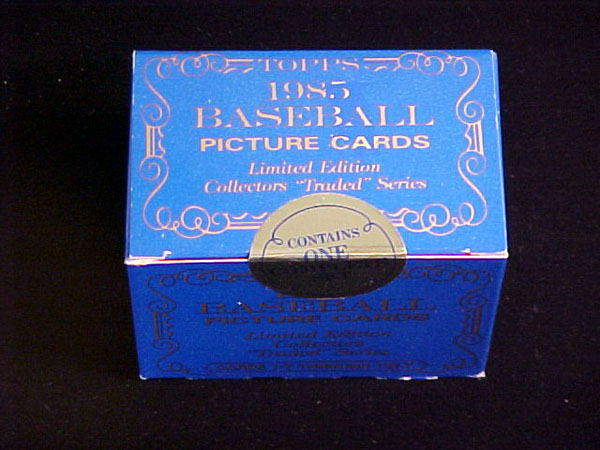 TOPPS
1985
BASEBALL
PICTURE CARDS
Limited Edition
Collectors "Traded" Series
CONTAINS
ONE
BASEBALL
PICTURE CARDS
Limited Edition
Collectors
"Traded" Series